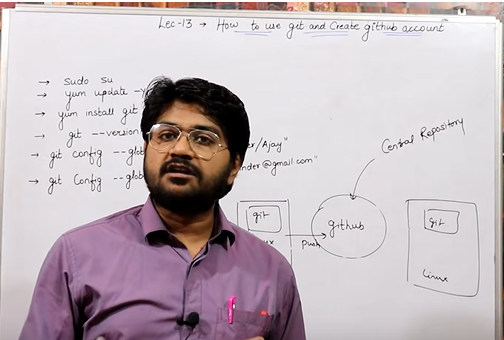 Lec-13 → How to use git and Create github account
→ sudo su
→ yum update -y
→ yum install git
→ git --version
→ git config --glob
er/Ajay"
→ git Config --glob
nder@gmail.com"
Central Repository
git
ux
push
github
git
Linux